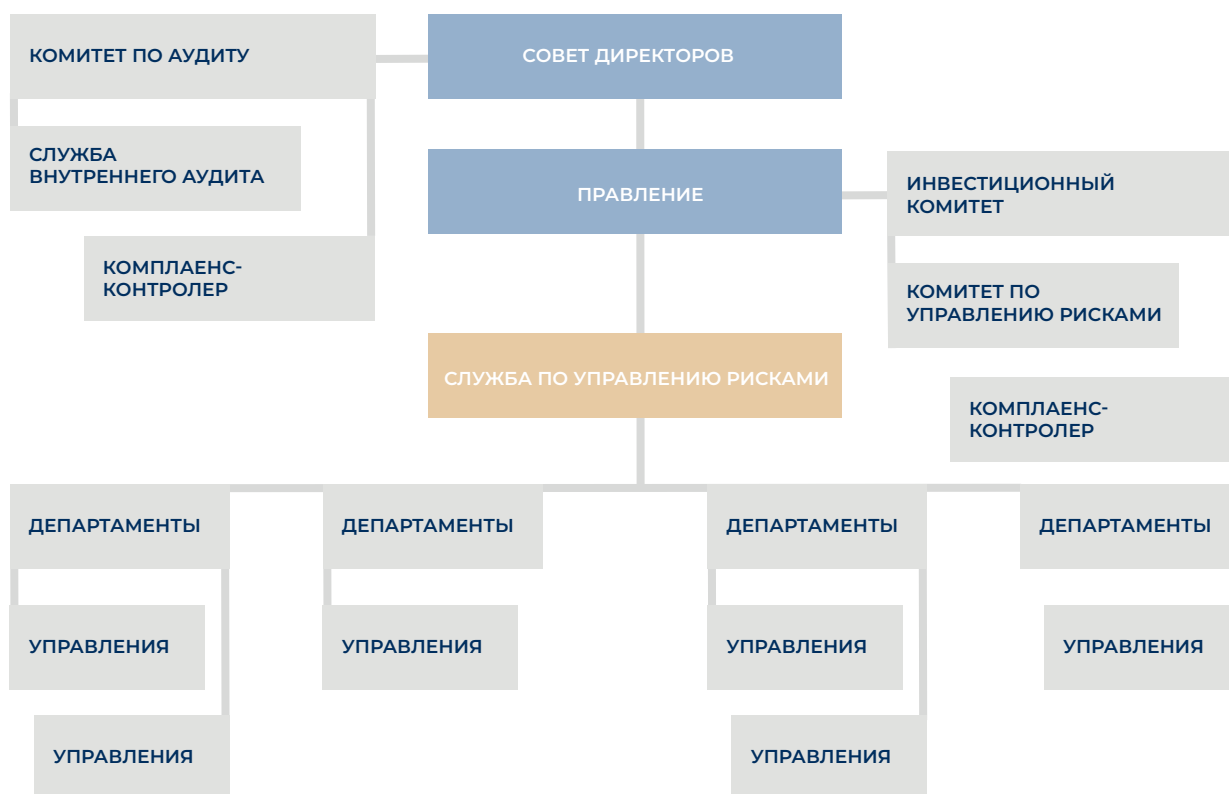 КОМИТЕТ ПО АУДИТУ
СОВЕТ ДИРЕКТОРОВ
СЛУЖБА
ВНУТРЕННЕГО АУДИТА
ПРАВЛЕНИЕ
ИНВЕСТИЦИОННЫЙ
КОМИТЕТ
КОМПЛАЕНС-
КОНТРОЛЕР
КОМИТЕТ ПО
УПРАВЛЕНИЮ РИСКАМИ
СЛУЖБА ПО УПРАВЛЕНИЮ РИСКАМИ
КОМПЛАЕНС-
КОНТРОЛЕР
ДЕПАРТАМЕНТЫ
ДЕПАРТАМЕНТЫ
ДЕПАРТАМЕНТЫ
ДЕПАРТАМЕНТЫ
УПРАВЛЕНИЯ
УПРАВЛЕНИЯ
УПРАВЛЕНИЯ
УПРАВЛЕНИЯ
УПРАВЛЕНИЯ
УПРАВЛЕНИЯ